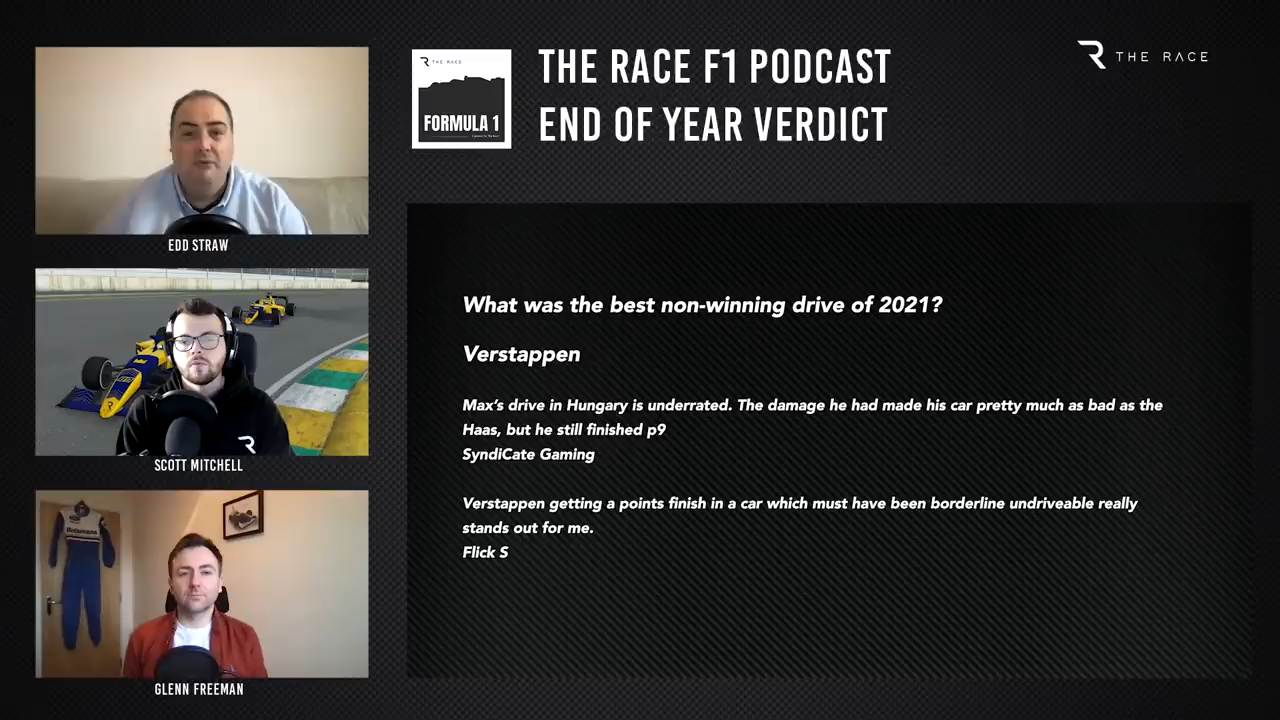 THE RACE F1 PODCAST
END OF YEAR VERDICT
THE RACE
THE RACE
FORMULA 1
EDD STRAW
SCOTT MITCHELL
GLENN FREEMAN
Rothmans
What was the best non-winning drive of 2021?
Verstappen
Max's drive in Hungary is underrated. The damage he had made his car pretty much as bad as the
Haas, but he still finished p9
SyndiCate Gaming
Verstappen getting a points finish in a car which must have been borderline undriveable really
stands out for me.
Flick S